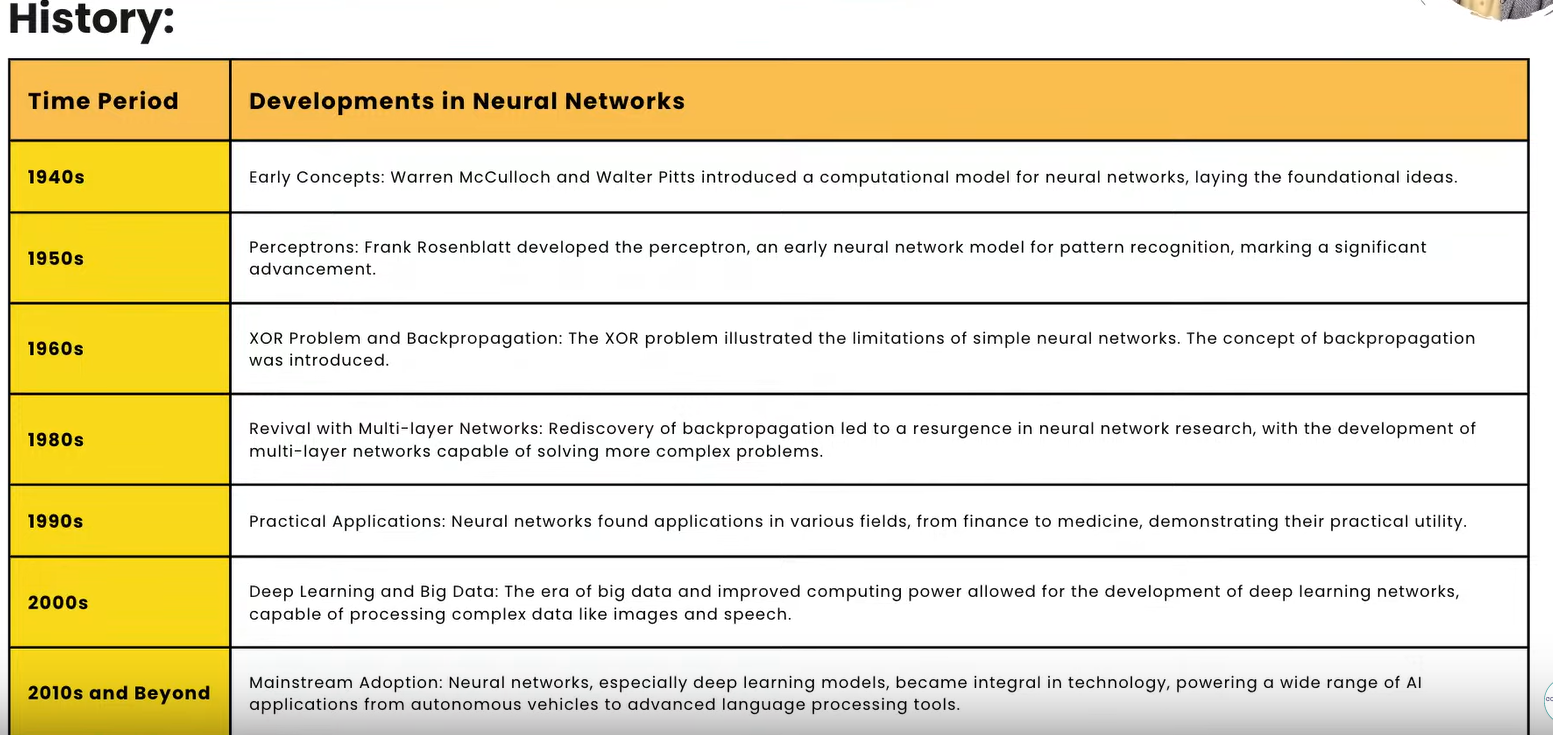 History:
Time Period
Developments in Neural Networks
1940s
Early Concepts: Warren McCulloch and Walter Pitts introduced a computational model for neural networks, laying the foundational ideas.
1950s
Perceptrons: Frank Rosenblatt developed the perceptron, an early neural network model for pattern recognition, marking a significant
advancement.
1960s
XOR Problem and Backpropagation: The XOR problem illustrated the limitations of simple neural networks. The concept of backpropagation
was introduced.
1980s
Revival with Multi-layer Networks: Rediscovery of backpropagation led to a resurgence in neural network research, with the development of
multi-layer networks capable of solving more complex problems.
1990s
Practical Applications: Neural networks found applications in various fields, from finance to medicine, demonstrating their practical utility.
2000s
Deep Learning and Big Data: The era of big data and improved computing power allowed for the development of deep learning networks,
capable of processing complex data like images and speech.
2010s and Beyond
Mainstream Adoption: Neural networks, especially deep learning models, became integral in technology, powering a wide range of AI
applications from autonomous vehicles to advanced language processing tools.